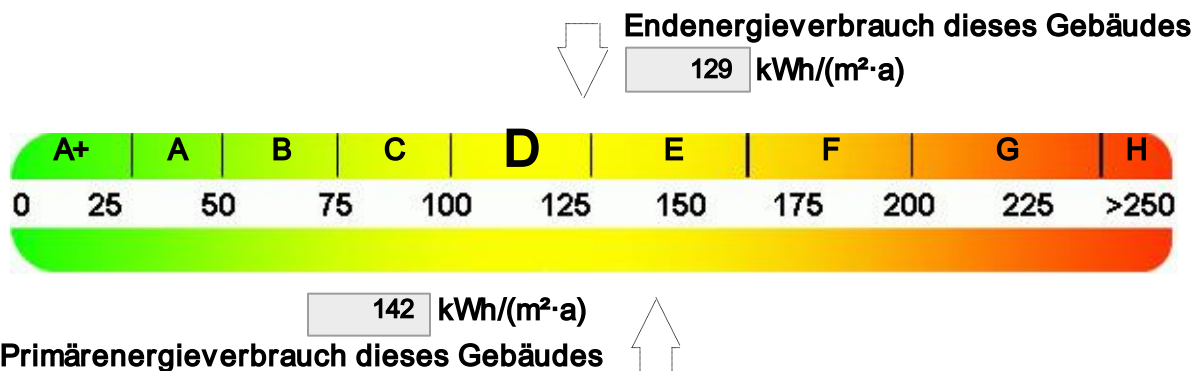 Endenergieverbrauch dieses Gebäudes
129 kWh/(m²·a)
A+ A B C D E F G H
0 25 50 75 100 125 150 175 200 225 >250
142 kWh/(m²·a)
Primärenergieverbrauch dieses Gebäudes